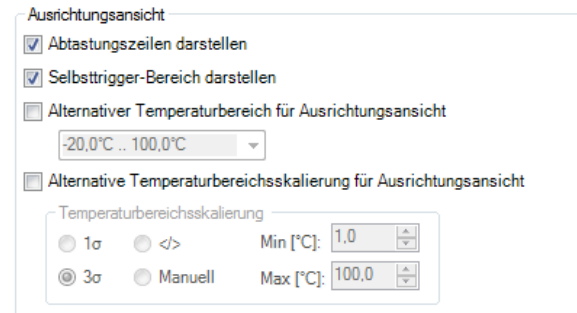 Ausrichtungsansicht
Abtastungszeilen darstellen
Selbsttrigger-Bereich darstellen
Alternativer Temperaturbereich für Ausrichtungsansicht
-20,0°C .. 100,0°C
Alternative Temperaturbereichsskalierung für Ausrichtungsansicht
Temperaturbereichsskalierung
1σ </> Min [°C]: 1,0
3σ Manuell Max [°C]: 100,0